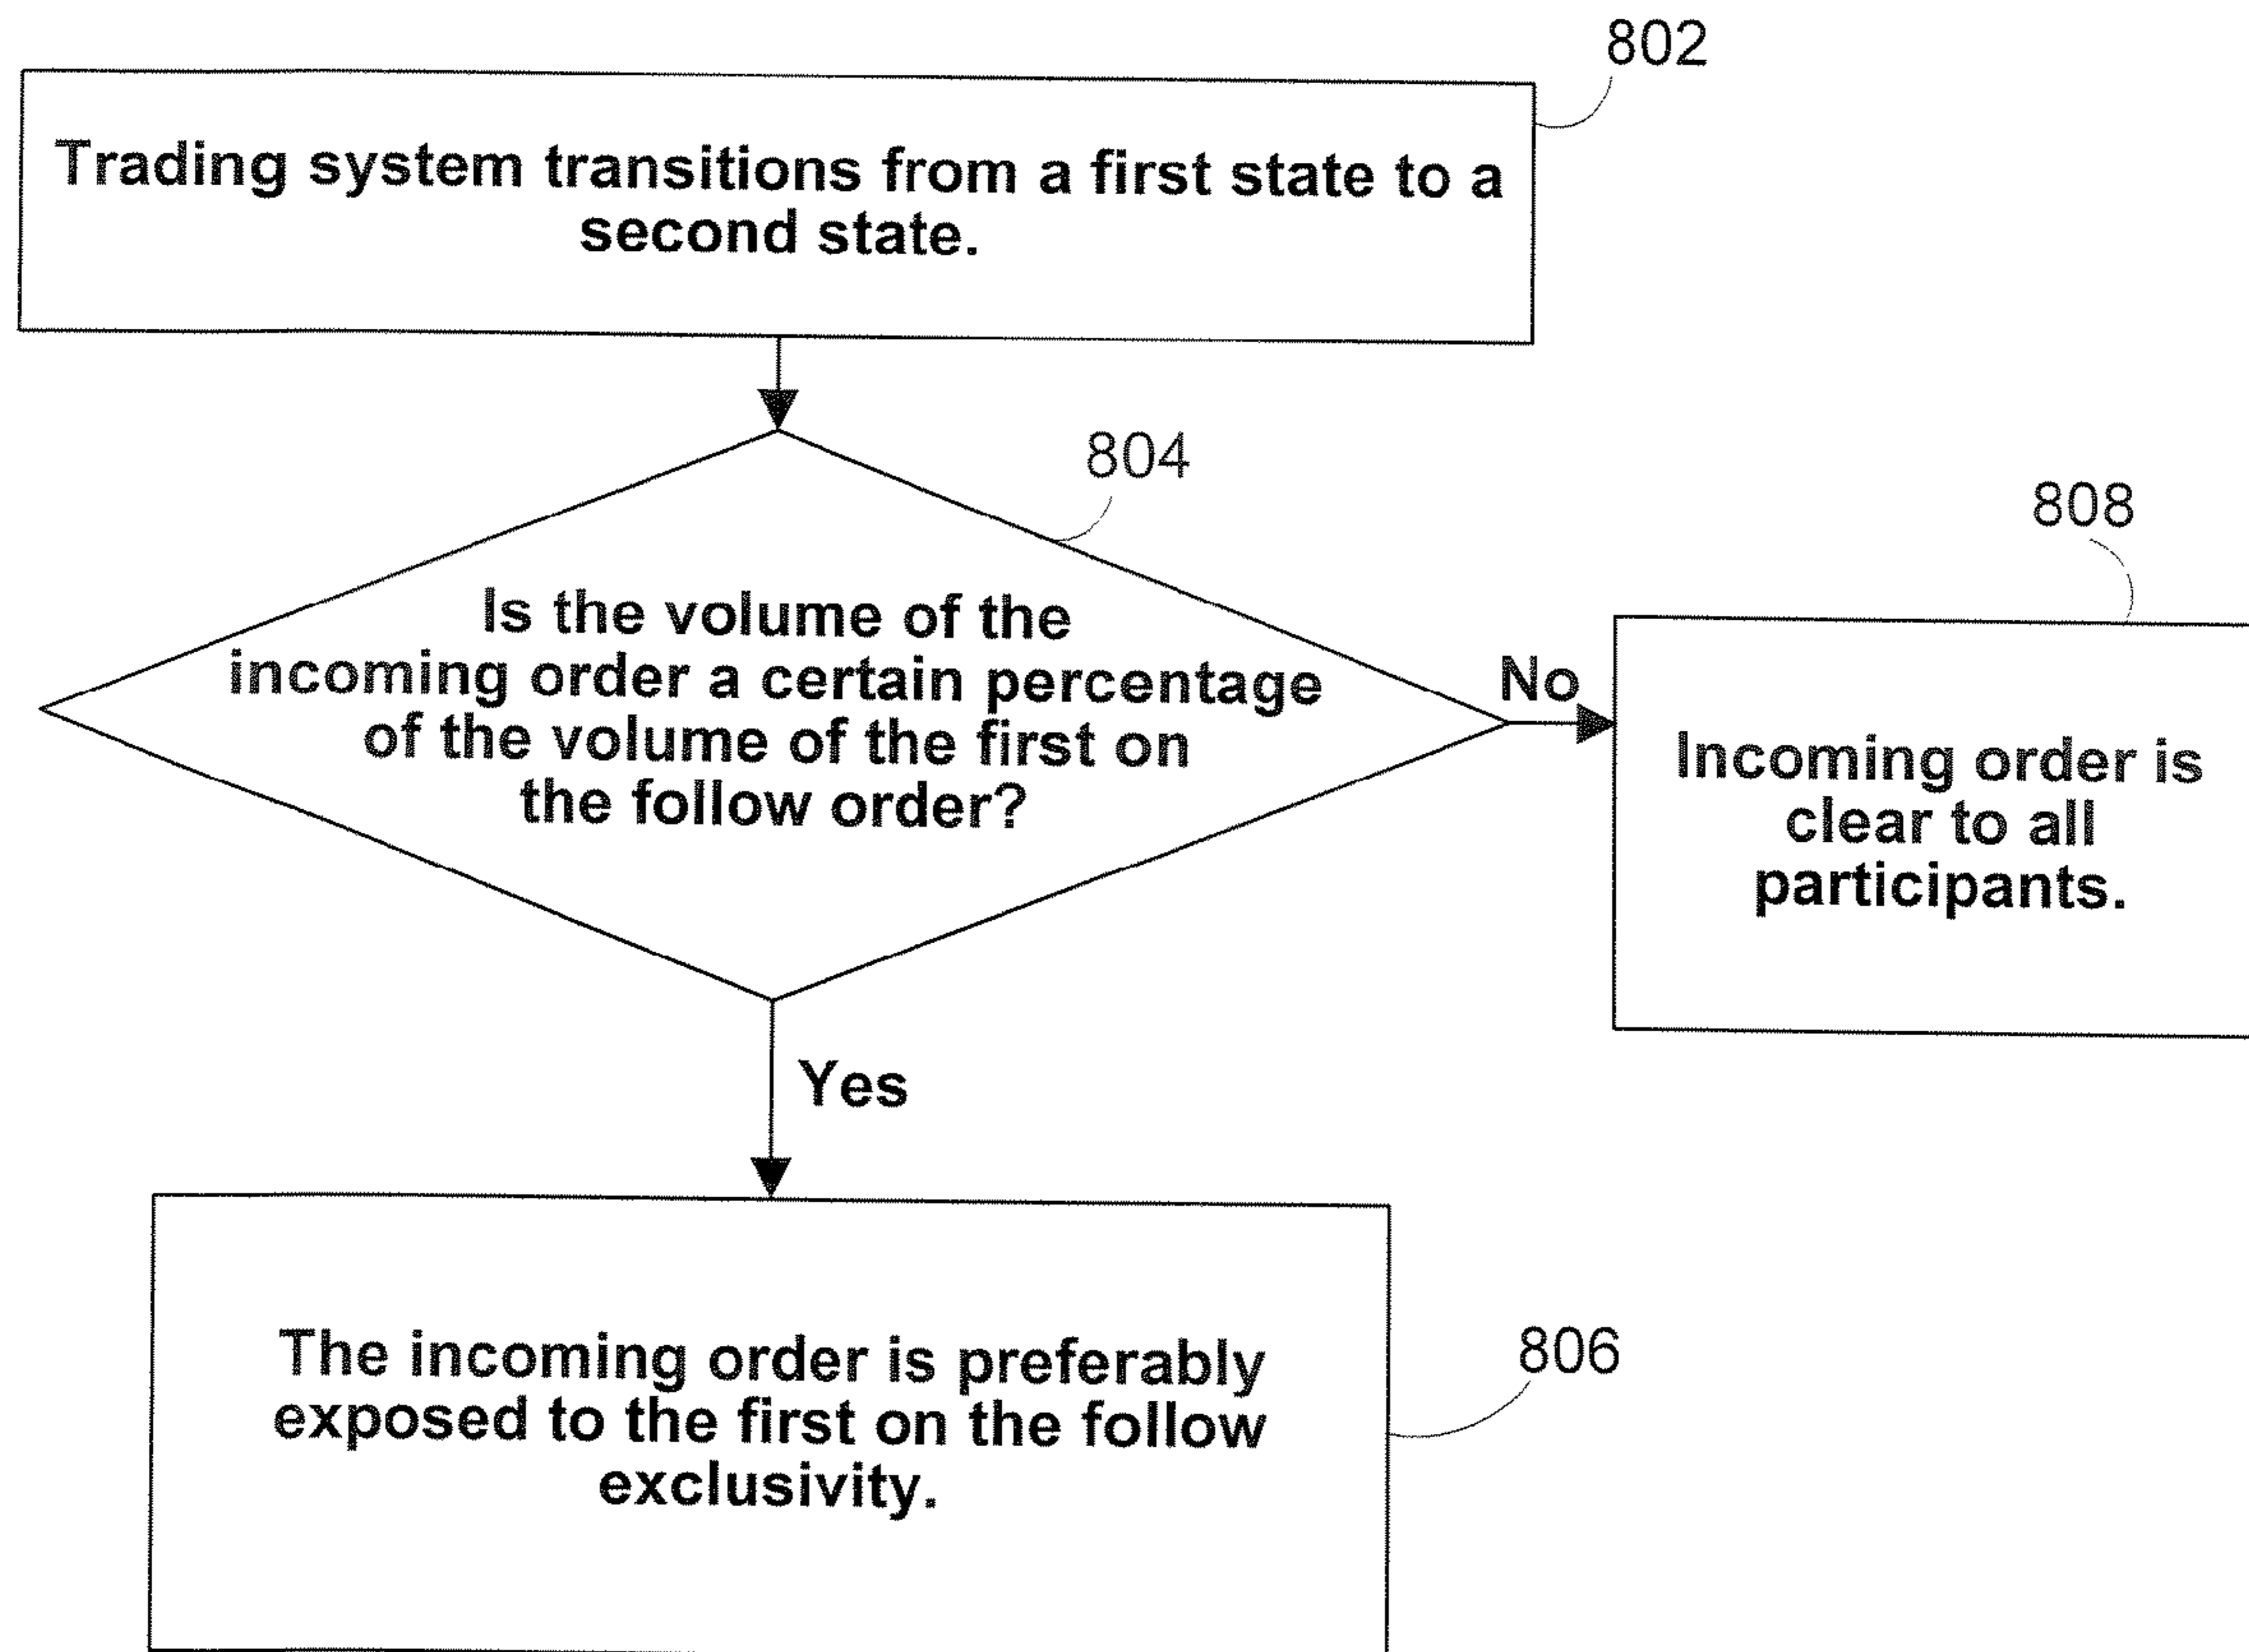 802
Trading system transitions from a first state to a
second state.
804
Is the volume of the
incoming order a certain percentage
of the volume of the first on
the follow order?
No
808
Incoming order is
clear to all
participants.
Yes
The incoming order is preferably
exposed to the first on the follow
exclusivity.
806